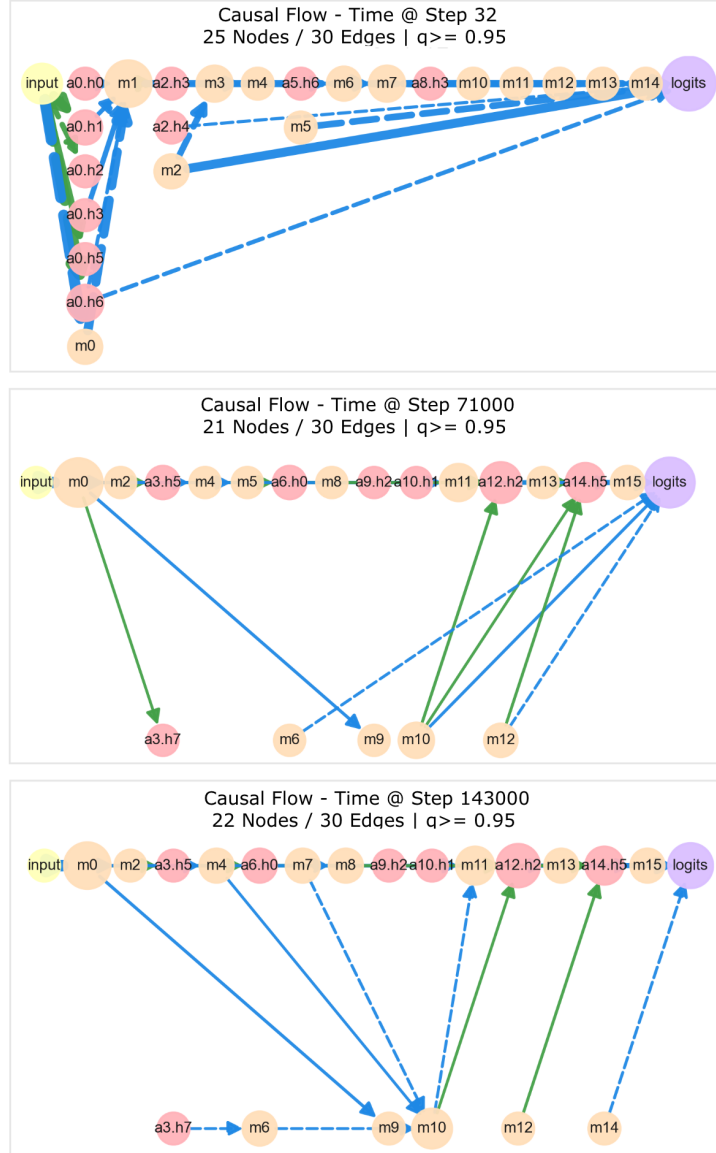 Causal Flow - Time @ Step 32
25 Nodes / 30 Edges | q>= 0.95
input a0.h0 m1 a2.h3 m3 m4 a5.h6 m6 m7 a8.h3 m10 m11 m12 m13 m14 logits
a0.h1 a2.h4 m5
a0.h2 m2
a0.h3
a0.h5
a0.h6
m0
Causal Flow - Time @ Step 71000
21 Nodes / 30 Edges | q>= 0.95
input m0 m2 a3.h5 m4 m5 a6.h0 m8 a9.h2 a10.h1 m11 a12.h2 m13 a14.h5 m15 logits
a3.h7 m6 m9 m10 m12
Causal Flow - Time @ Step 143000
22 Nodes / 30 Edges | q>= 0.95
input m0 m2 a3.h5 m4 a6.h0 m7 m8 a9.h2 a10.h1 m11 a12.h2 m13 a14.h5 m15 logits
a3.h7 m6 m9 m10 m12 m14